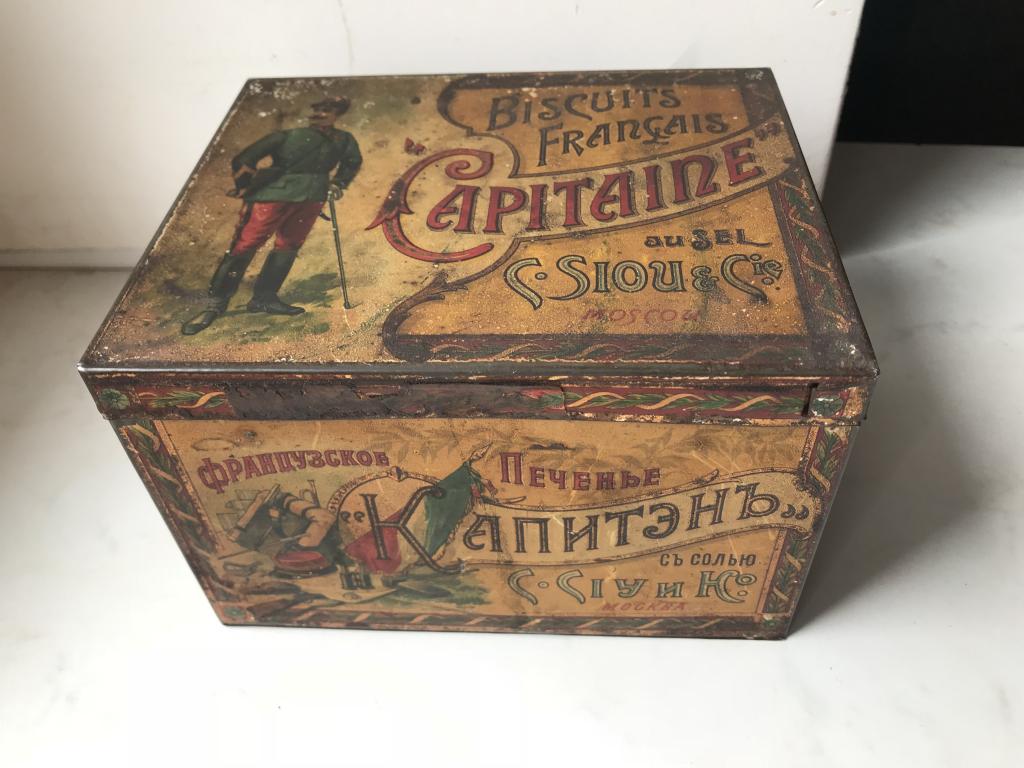 BISCUITS
FRANÇAIS
"CAPITAINE"
AU SEL
C. SIOU & Cie.
MOSCOU
ФРАНЦУЗСКОЕ ПЕЧЕНЬЕ
„КАПИТЭНЪ"
СЪ СОЛЬЮ
С. СІУ и Ко.
МОСКВА